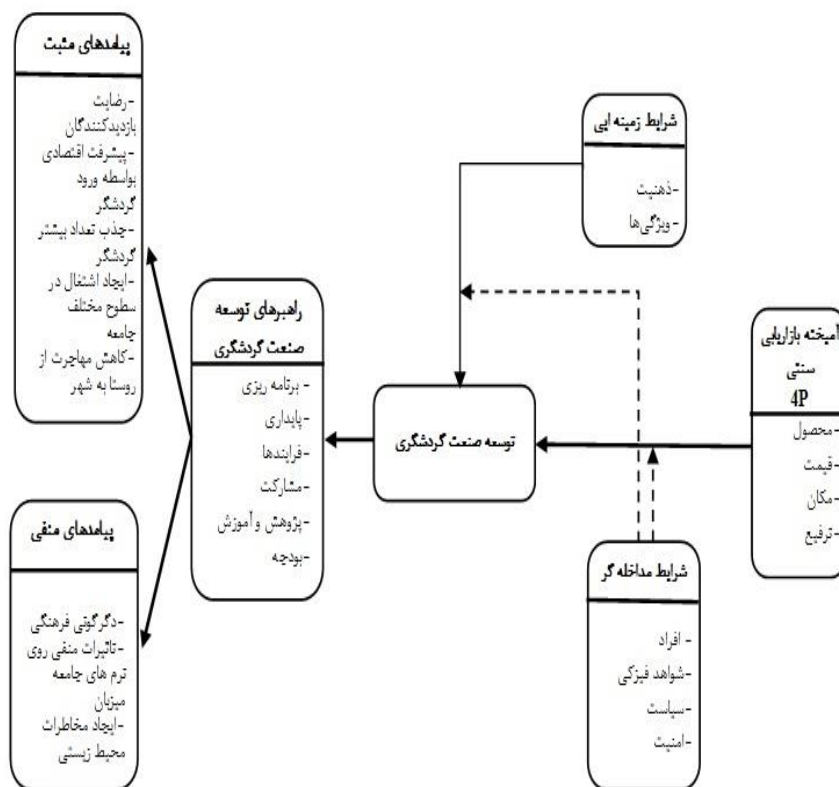 آمیخته بازاریابی
سنتی
4P
-محصول
-قیمت
-مکان
-ترفیع
شرایط زمینه ایی
-ذهنیت
-ویژگی‌ها
شرایط مداخله گر
- افراد
-شواهد فیزکی
-سیاست
-امنیت
توسعه صنعت گردشگری
راهبرهای توسعه
صنعت گردشگری
- برنامه ریزی
-پایداری
-فرایندها
-مشارکت
-پژوهش و آموزش
-بودجه
پیامدهای مثبت
-رضایت
بازدیدکنندگان
-پیشرفت اقتصادی
بواسطه ورود
گردشگر
-جذب تعداد بیشتر
گردشگر
-ایجاد اشتغال در
سطوح مختلف
جامعه
-کاهش مهاجرت از
روستا به شهر
پیامدهای منفی
-دگرگونی فرهنگی
-تاثیرات منفی روی
نرم های جامعه
میزبان
-ایجاد مخاطرات
محیط زیستی